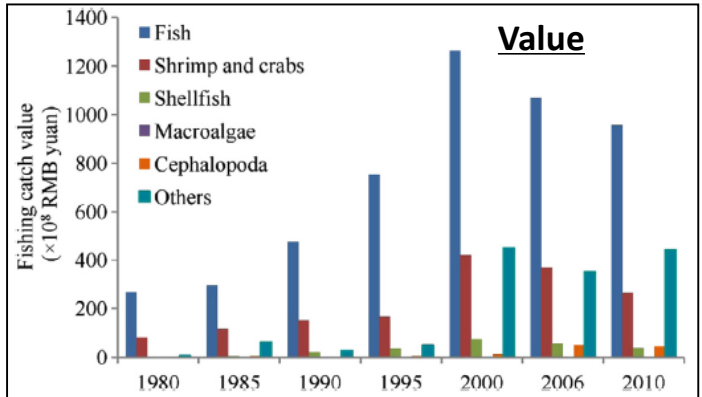 Value
Fishing catch value
(×10⁸ RMB yuan)
1400
1200
1000
800
600
400
200
0
Fish
Shrimp and crabs
Shellfish
Macroalgae
Cephalopoda
Others
1980 1985 1990 1995 2000 2006 2010